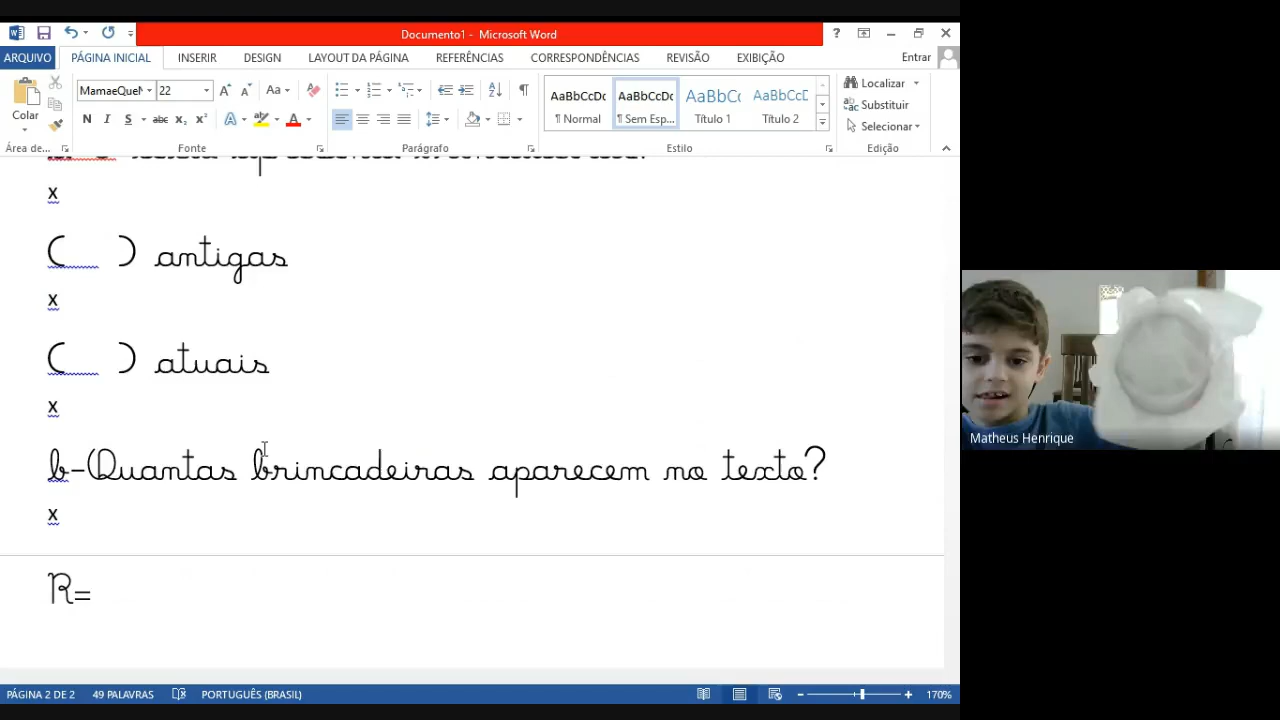 Documento1 - Microsoft Word
?
ARQUIVO PÁGINA INICIAL INSERIR DESIGN LAYOUT DA PÁGINA REFERÊNCIAS CORRESPONDÊNCIAS REVISÃO EXIBIÇÃO Entrar
Colar
MamaeQueN 22
Aa
N I S abc x₂ x² A A
AaBbCcDc AaBbCcDc AaBbCc AaBbCcD
¶ Normal ¶ Sem Esp... Título 1 Título 2
Localizar
Substituir
Selecionar
Área de... Fonte Parágrafo Estilo Edição
x
( ) antigas
x
( ) atuais
x
b-Quantas brincadeiras aparecem no texto?
x
R=
Matheus Henrique
PÁGINA 2 DE 2 49 PALAVRAS PORTUGUÊS (BRASIL) 170%